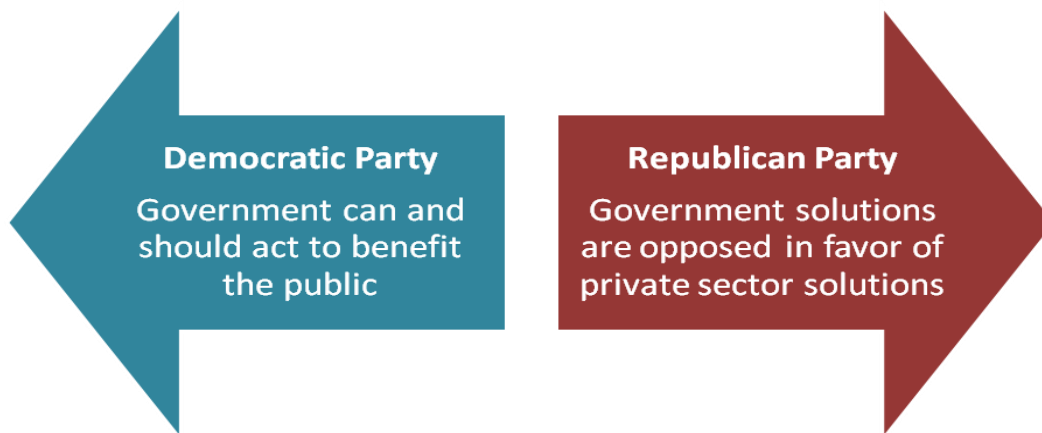 Democratic Party
Government can and
should act to benefit
the public
Republican Party
Government solutions
are opposed in favor of
private sector solutions